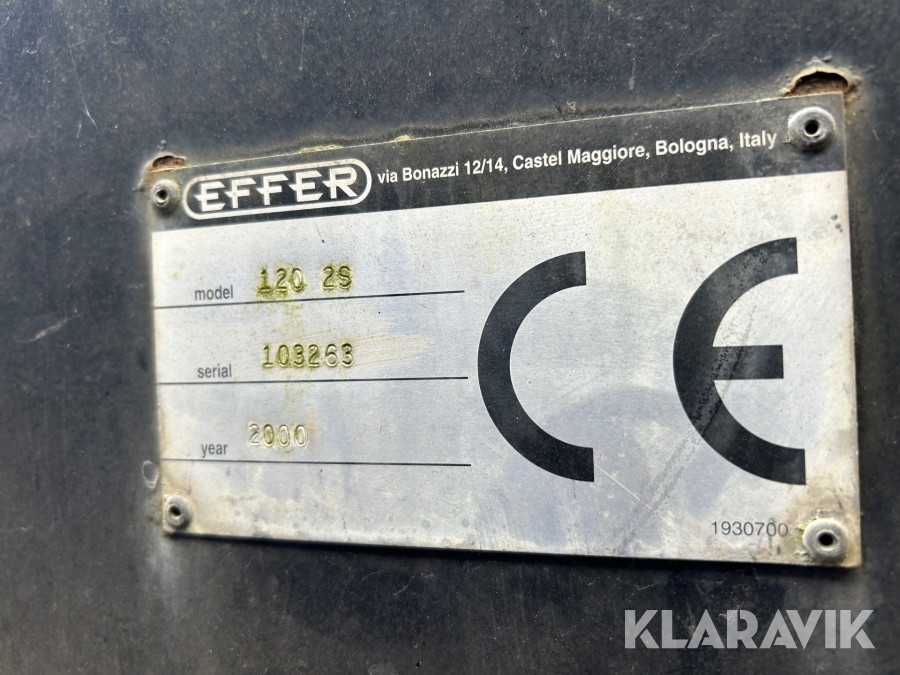 EFFER via Bonazzi 12/14, Castel Maggiore, Bologna, Italy
model 120 2S
serial 103263
year 2000
CE
1930700
KLARAVIK